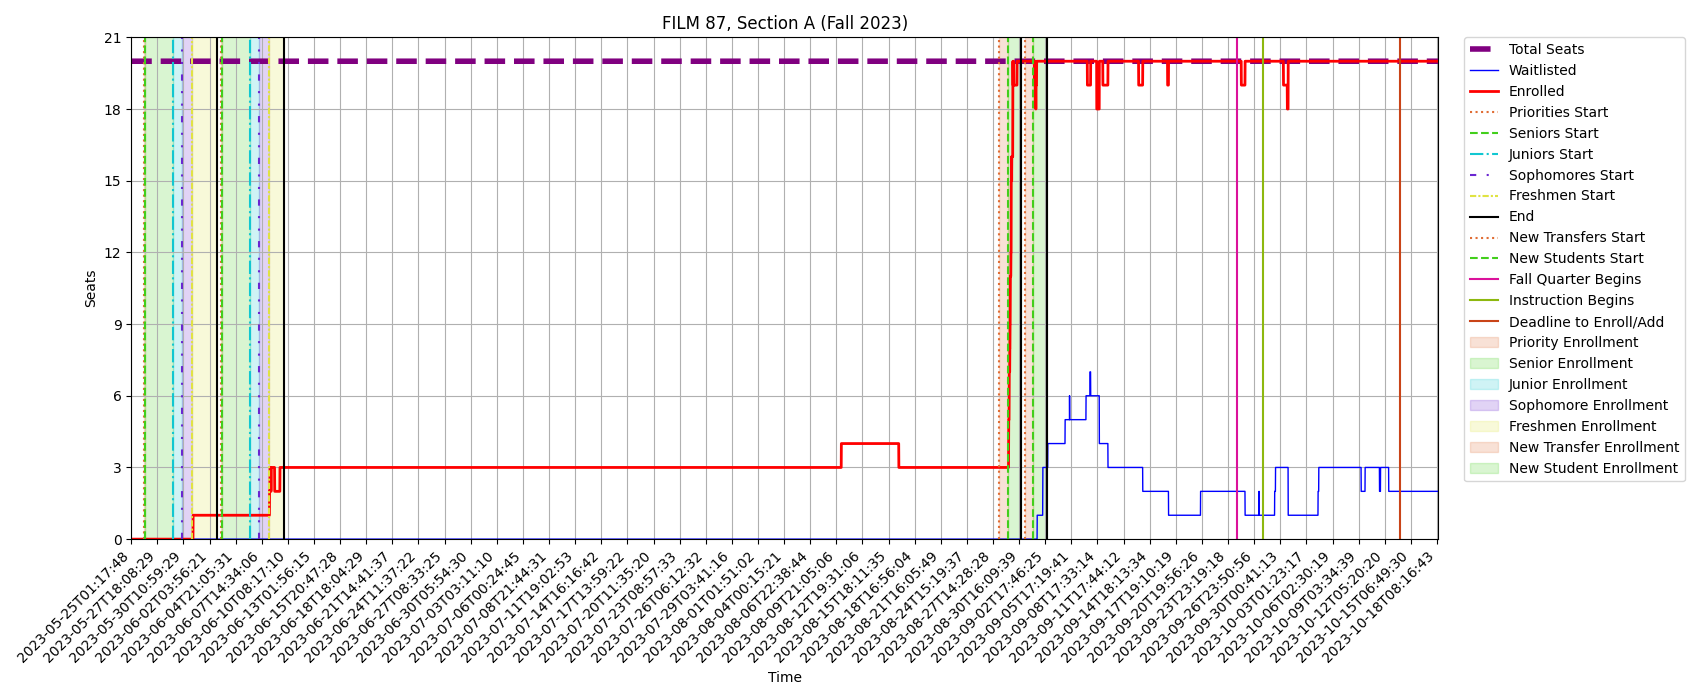 FILM 87, Section A (Fall 2023)
21
18
15
12
9
6
3
0
Seats
2023-05-25T01:17:48
2023-05-27T18:08:29
2023-05-30T10:59:29
2023-06-02T03:56:21
2023-06-04T21:05:31
2023-06-07T14:34:06
2023-06-10T08:17:10
2023-06-13T01:56:15
2023-06-15T20:47:28
2023-06-18T18:04:29
2023-06-21T14:41:37
2023-06-24T11:37:22
2023-06-27T08:33:25
2023-06-30T05:54:30
2023-07-03T03:11:10
2023-07-06T00:24:45
2023-07-08T21:44:31
2023-07-11T19:02:53
2023-07-14T16:16:42
2023-07-17T13:59:22
2023-07-20T11:35:20
2023-07-23T08:57:33
2023-07-26T06:12:32
2023-07-29T03:41:16
2023-08-01T01:51:02
2023-08-04T00:15:21
2023-08-06T22:38:44
2023-08-09T21:05:06
2023-08-12T19:31:06
2023-08-15T18:11:35
2023-08-18T16:56:04
2023-08-21T16:05:49
2023-08-24T15:19:37
2023-08-27T14:28:28
2023-08-30T16:09:39
2023-09-02T17:46:25
2023-09-05T17:19:41
2023-09-08T17:33:14
2023-09-11T17:44:12
2023-09-14T18:13:34
2023-09-17T19:10:19
2023-09-20T19:56:26
2023-09-23T23:19:18
2023-09-26T23:50:56
2023-09-30T00:41:13
2023-10-03T01:23:17
2023-10-06T02:30:19
2023-10-09T03:34:39
2023-10-12T05:20:20
2023-10-15T06:49:30
2023-10-18T08:16:43
Time
Total Seats
Waitlisted
Enrolled
Priorities Start
Seniors Start
Juniors Start
Sophomores Start
Freshmen Start
End
New Transfers Start
New Students Start
Fall Quarter Begins
Instruction Begins
Deadline to Enroll/Add
Priority Enrollment
Senior Enrollment
Junior Enrollment
Sophomore Enrollment
Freshmen Enrollment
New Transfer Enrollment
New Student Enrollment